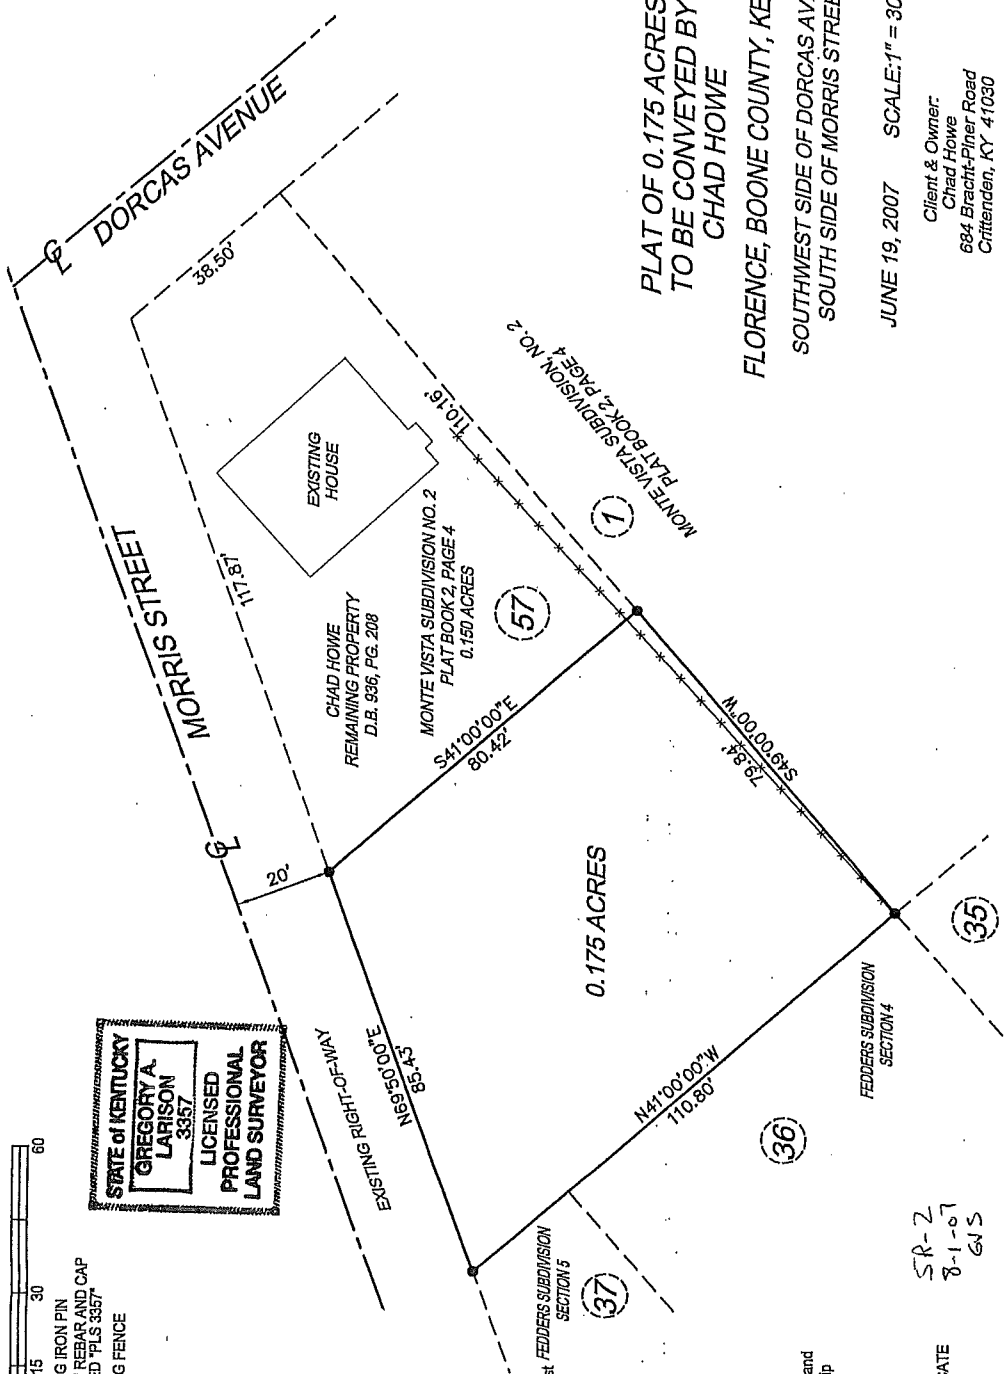 15
30
60
G IRON PIN
REBAR AND CAP
ED "PLS 3357"
G FENCE
STATE of KENTUCKY
GREGORY A.
LARISON
3357
LICENSED
PROFESSIONAL
LAND SURVEYOR
MORRIS STREET
DORCAS AVENUE
CL
CL
20'
117.87'
38.50'
110.16'
EXISTING
HOUSE
EXISTING RIGHT-OF-WAY
N69°50'00"E
85.43'
CHAD HOWE
REMAINING PROPERTY
D.B. 936, PG. 208
MONTE VISTA SUBDIVISION NO. 2
PLAT BOOK 2, PAGE 4
0.150 ACRES
57
S41°00'00"E
80.42'
MONTE VISTA SUBDIVISION, NO. 2
PLAT BOOK 2, PAGE 4
1
0.175 ACRES
S49°00'00"W
79.84'
N41°00'00"W
110.80'
FEDDERS SUBDIVISION
SECTION 5
37
36
FEDDERS SUBDIVISION
SECTION 4
35
PLAT OF 0.175 ACRES
TO BE CONVEYED BY
CHAD HOWE
FLORENCE, BOONE COUNTY, KE
SOUTHWEST SIDE OF DORCAS AV
SOUTH SIDE OF MORRIS STREE
JUNE 19, 2007 SCALE:1" = 30
Client & Owner:
Chad Howe
684 Bracht-Piner Road
Crittenden, KY 41030
st
and
ip
ATE
SR-2
8-1-07